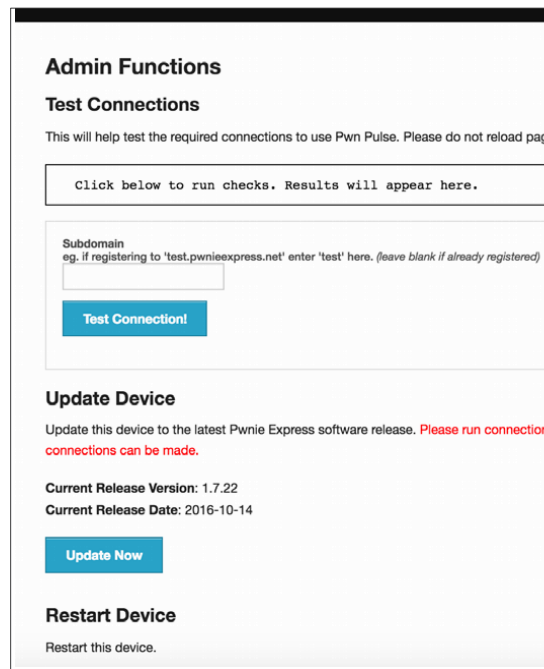 Admin Functions
Test Connections
This will help test the required connections to use Pwn Pulse. Please do not reload pag
Click below to run checks. Results will appear here.
Subdomain
eg. if registering to 'test.pwnieexpress.net' enter 'test' here. (leave blank if already registered)
Test Connection!
Update Device
Update this device to the latest Pwnie Express software release. Please run connection
connections can be made.
Current Release Version: 1.7.22
Current Release Date: 2016-10-14
Update Now
Restart Device
Restart this device.